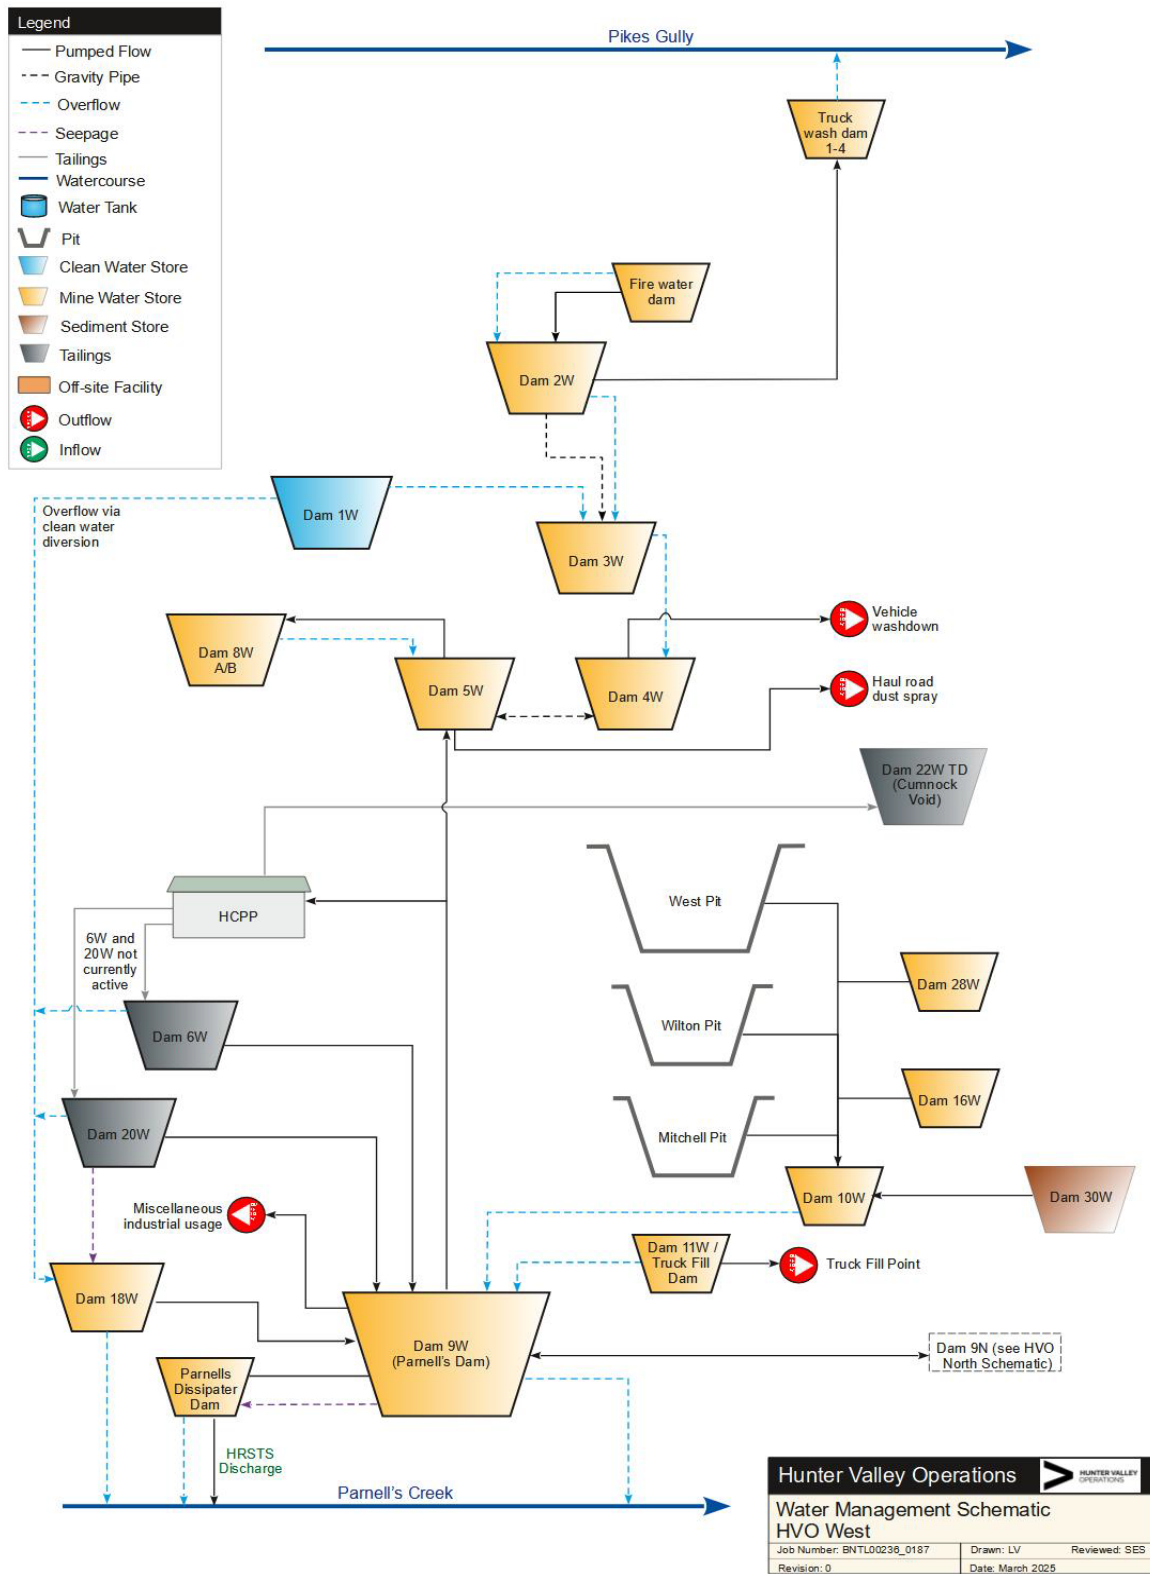 Legend
Pumped Flow
Gravity Pipe
Overflow
Seepage
Tailings
Watercourse
Water Tank
Pit
Clean Water Store
Mine Water Store
Sediment Store
Tailings
Off-site Facility
Outflow
Inflow
Pikes Gully
Truck
wash dam
1-4
Fire water
dam
Dam 2W
Overflow via
clean water
diversion
Dam 1W
Dam 3W
Dam 8W
A/B
Dam 5W
Dam 4W
Vehicle
washdown
Haul road
dust spray
Dam 22W TD
(Cumnock
Void)
HCPP
West Pit
6W and
20W not
currently
active
Dam 28W
Wilton Pit
Dam 6W
Dam 16W
Dam 20W
Mitchell Pit
Dam 10W
Dam 30W
Miscellaneous
industrial usage
Dam 11W /
Truck Fill
Dam
Truck Fill Point
Dam 18W
Dam 9W
(Parnell's Dam)
Dam 9N (see HVO
North Schematic)
Parnells
Dissipater
Dam
HRSTS
Discharge
Parnell's Creek
Hunter Valley Operations
HUNTER VALLEY
OPERATIONS
Water Management Schematic
HVO West
Job Number: BNTL00236_0187
Drawn: LV
Reviewed: SES
Revision: 0
Date: March 2025